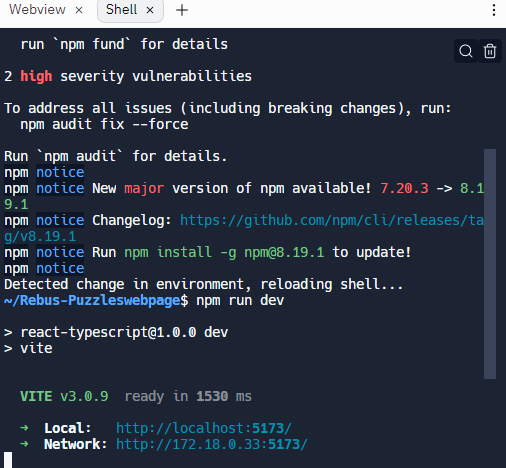 Webview × Shell × +
run `npm fund` for details
2 high severity vulnerabilities
To address all issues (including breaking changes), run:
npm audit fix --force
Run `npm audit` for details.
npm notice
npm notice New major version of npm available! 7.20.3 -> 8.1
9.1
npm notice Changelog: https://github.com/npm/cli/releases/ta
g/v8.19.1
npm notice Run npm install -g npm@8.19.1 to update!
npm notice
Detected change in environment, reloading shell...
~/Rebus-Puzzleswebpage$ npm run dev
> react-typescript@1.0.0 dev
> vite
VITE v3.0.9 ready in 1530 ms
➜ Local: http://localhost:5173/
➜ Network: http://172.18.0.33:5173/